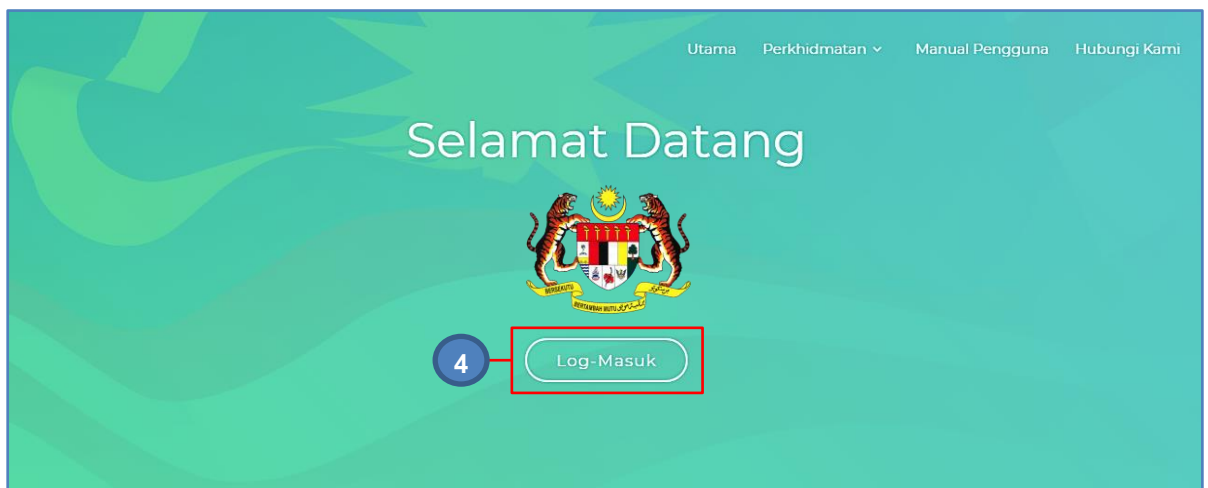 Utama Perkhidmatan Manual Pengguna Hubungi Kami
Selamat Datang
BERSEKUTU
BERTAMBAH MUTU
4 Log-Masuk